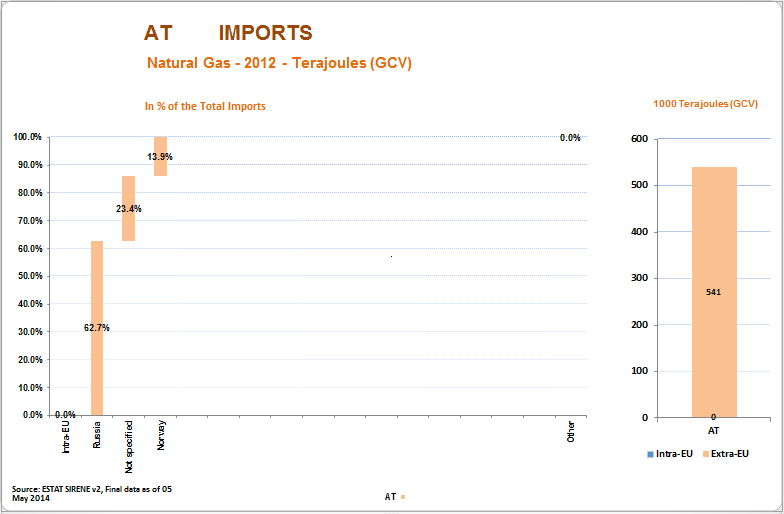 AT IMPORTS
Natural Gas - 2012 - Terajoules (GCV)
In % of the Total Imports
100.0%
90.0%
80.0%
70.0%
60.0%
50.0%
40.0%
30.0%
20.0%
10.0%
0.0%
0.0%
62.7%
23.4%
13.9%
0.0%
Intra-EU
Russia
Not specified
Norway
Other
1000 Terajoules (GCV)
600
500
400
300
200
100
0
541
0
AT
Intra-EU Extra-EU
Source: ESTAT SIRENE v2, Final data as of 05
May 2014
AT